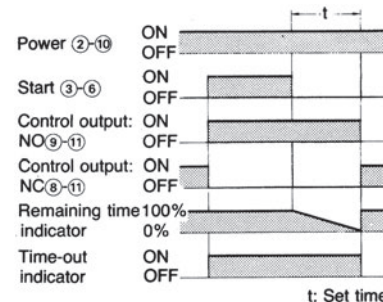 t
Power ②-⑩ ON
OFF
Start ③-⑥ ON
OFF
Control output: ON
NO⑨-⑪ OFF
Control output: ON
NC⑧-⑪ OFF
Remaining time 100%
indicator 0%
Time-out ON
indicator OFF
t: Set time